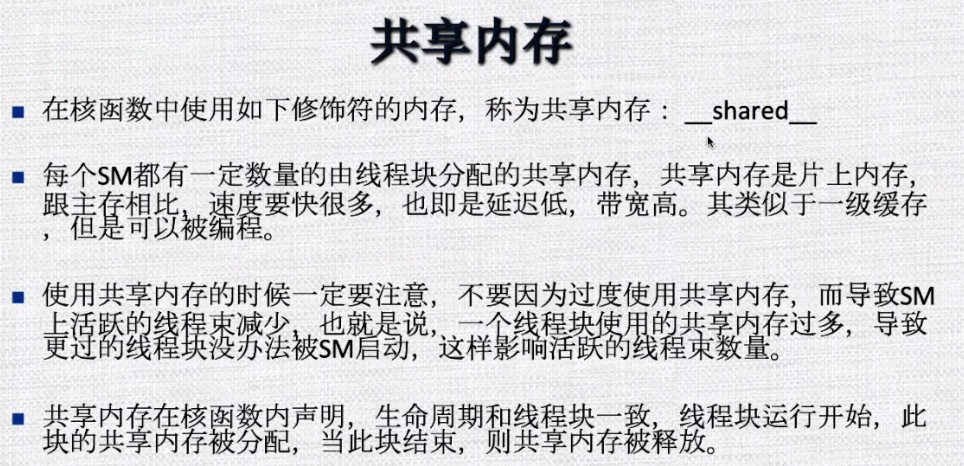 共享内存
■ 在核函数中使用如下修饰符的内存，称为共享内存：__shared__
■ 每个SM都有一定数量的由线程块分配的共享内存，共享内存是片上内存，
跟主存相比，速度要快很多，也即是延迟低，带宽高。其类似于一级缓存
，但是可以被编程。
■ 使用共享内存的时候一定要注意，不要因为过度使用共享内存，而导致SM
上活跃的线程束减少，也就是说，一个线程块使用的共享内存过多，导致
更过的线程块没办法被SM启动，这样影响活跃的线程束数量。
■ 共享内存在核函数内声明，生命周期和线程块一致，线程块运行开始，此
块的共享内存被分配，当此块结束，则共享内存被释放。